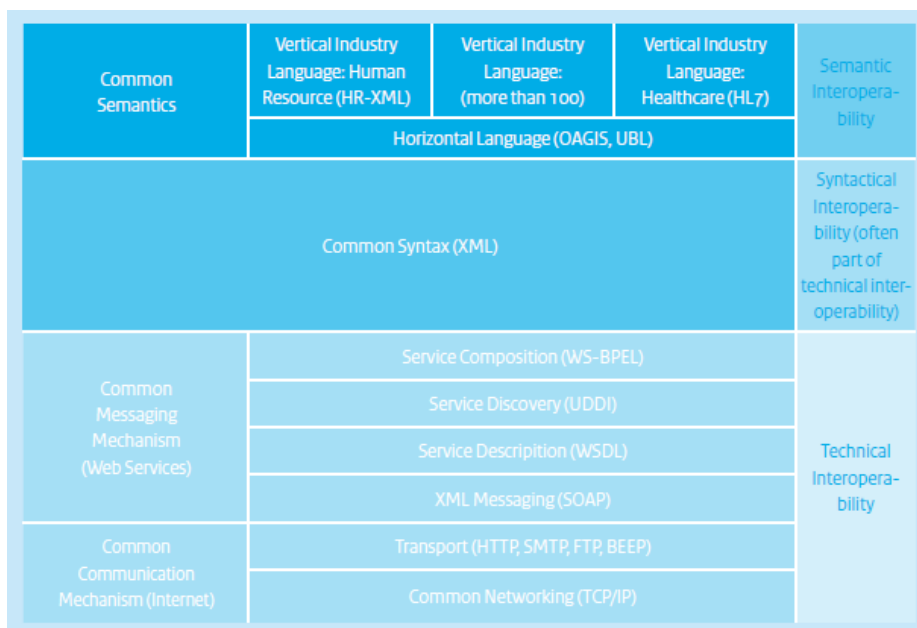 Common
Semantics
Vertical Industry
Language: Human
Resource (HR-XML)
Vertical Industry
Language:
(more than 100)
Vertical Industry
Language:
Healthcare (HL7)
Semantic
Interopera-
bility
Horizontal Language (OAGIS, UBL)
Common Syntax (XML)
Syntactical
Interopera-
bility (often
part of
technical inter-
operability)
Common
Messaging
Mechanism
(Web Services)
Service Composition (WS-BPEL)
Service Discovery (UDDI)
Service Descripition (WSDL)
XML Messaging (SOAP)
Technical
Interopera-
bility
Common
Communication
Mechanism (Internet)
Transport (HTTP, SMTP, FTP, BEEP)
Common Networking (TCP/IP)